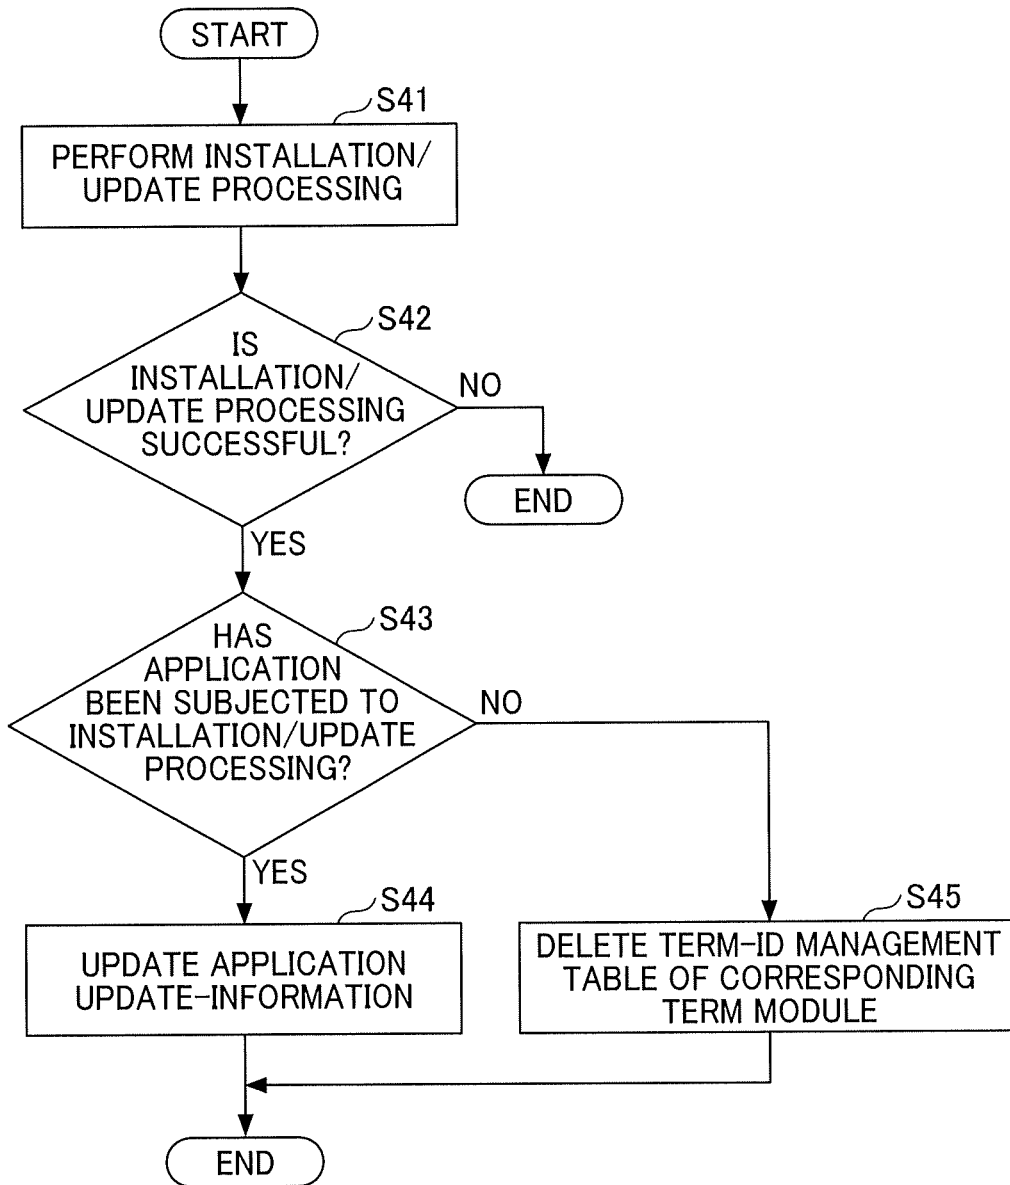 START
S41
PERFORM INSTALLATION/
UPDATE PROCESSING
S42
IS
INSTALLATION/
UPDATE PROCESSING
SUCCESSFUL?
NO
END
YES
S43
HAS
APPLICATION
BEEN SUBJECTED TO
INSTALLATION/UPDATE
PROCESSING?
NO
YES
S44
UPDATE APPLICATION
UPDATE-INFORMATION
S45
DELETE TERM-ID MANAGEMENT
TABLE OF CORRESPONDING
TERM MODULE
END